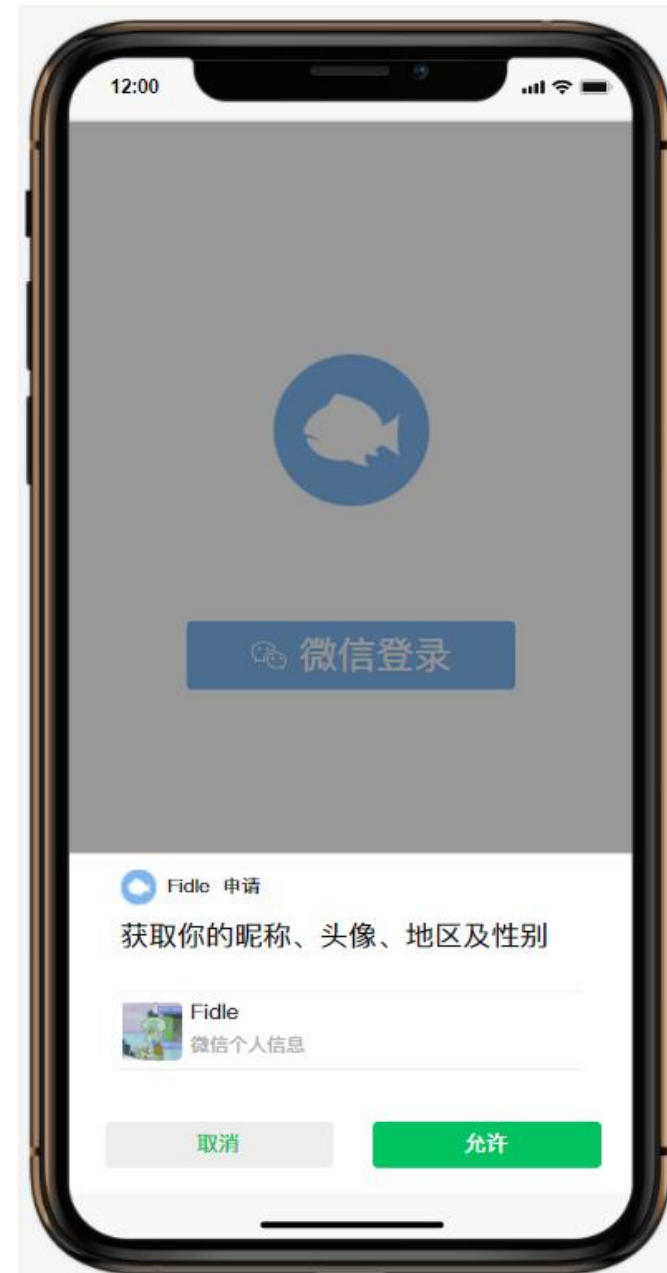 12:00
微信登录
Fidle 申请
获取你的昵称、头像、地区及性别
Fidle
微信个人信息
取消
允许